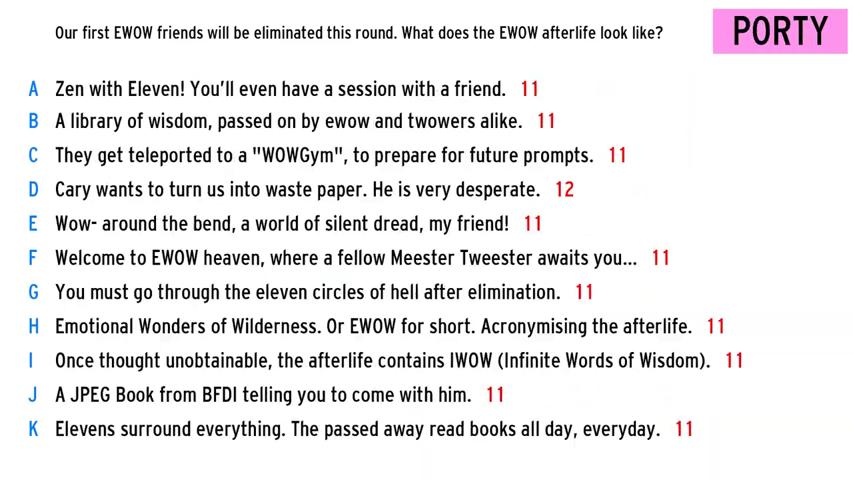 Our first EWOW friends will be eliminated this round. What does the EWOW afterlife look like?
PORTY
A Zen with Eleven! You'll even have a session with a friend. 11
B A library of wisdom, passed on by ewow and twowers alike. 11
C They get teleported to a "WOWGym", to prepare for future prompts. 11
D Cary wants to turn us into waste paper. He is very desperate. 12
E Wow- around the bend, a world of silent dread, my friend! 11
F Welcome to EWOW heaven, where a fellow Meester Tweester awaits you... 11
G You must go through the eleven circles of hell after elimination. 11
H Emotional Wonders of Wilderness. Or EWOW for short. Acronymising the afterlife. 11
I Once thought unobtainable, the afterlife contains IWOW (Infinite Words of Wisdom). 11
J A JPEG Book from BFDI telling you to come with him. 11
K Elevens surround everything. The passed away read books all day, everyday. 11